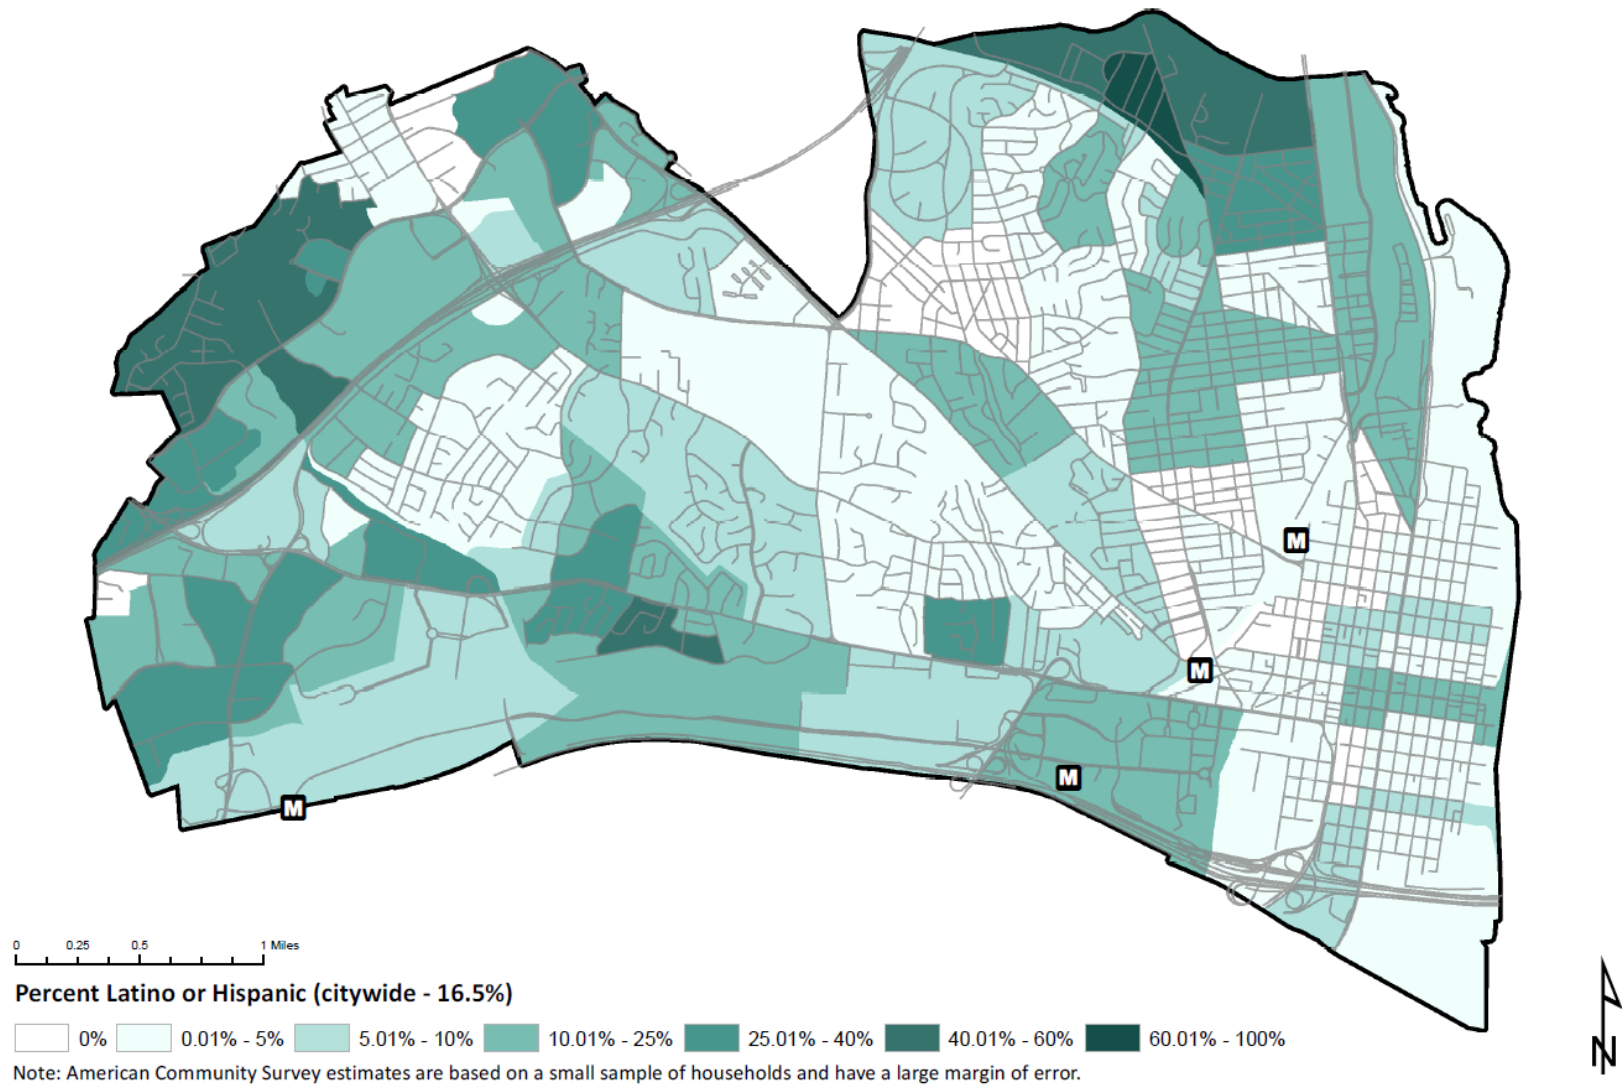 M
M
M
M
0 0.25 0.5 1 Miles
Percent Latino or Hispanic (citywide - 16.5%)
0% 0.01% - 5% 5.01% - 10% 10.01% - 25% 25.01% - 40% 40.01% - 60% 60.01% - 100%
N
Note: American Community Survey estimates are based on a small sample of households and have a large margin of error.